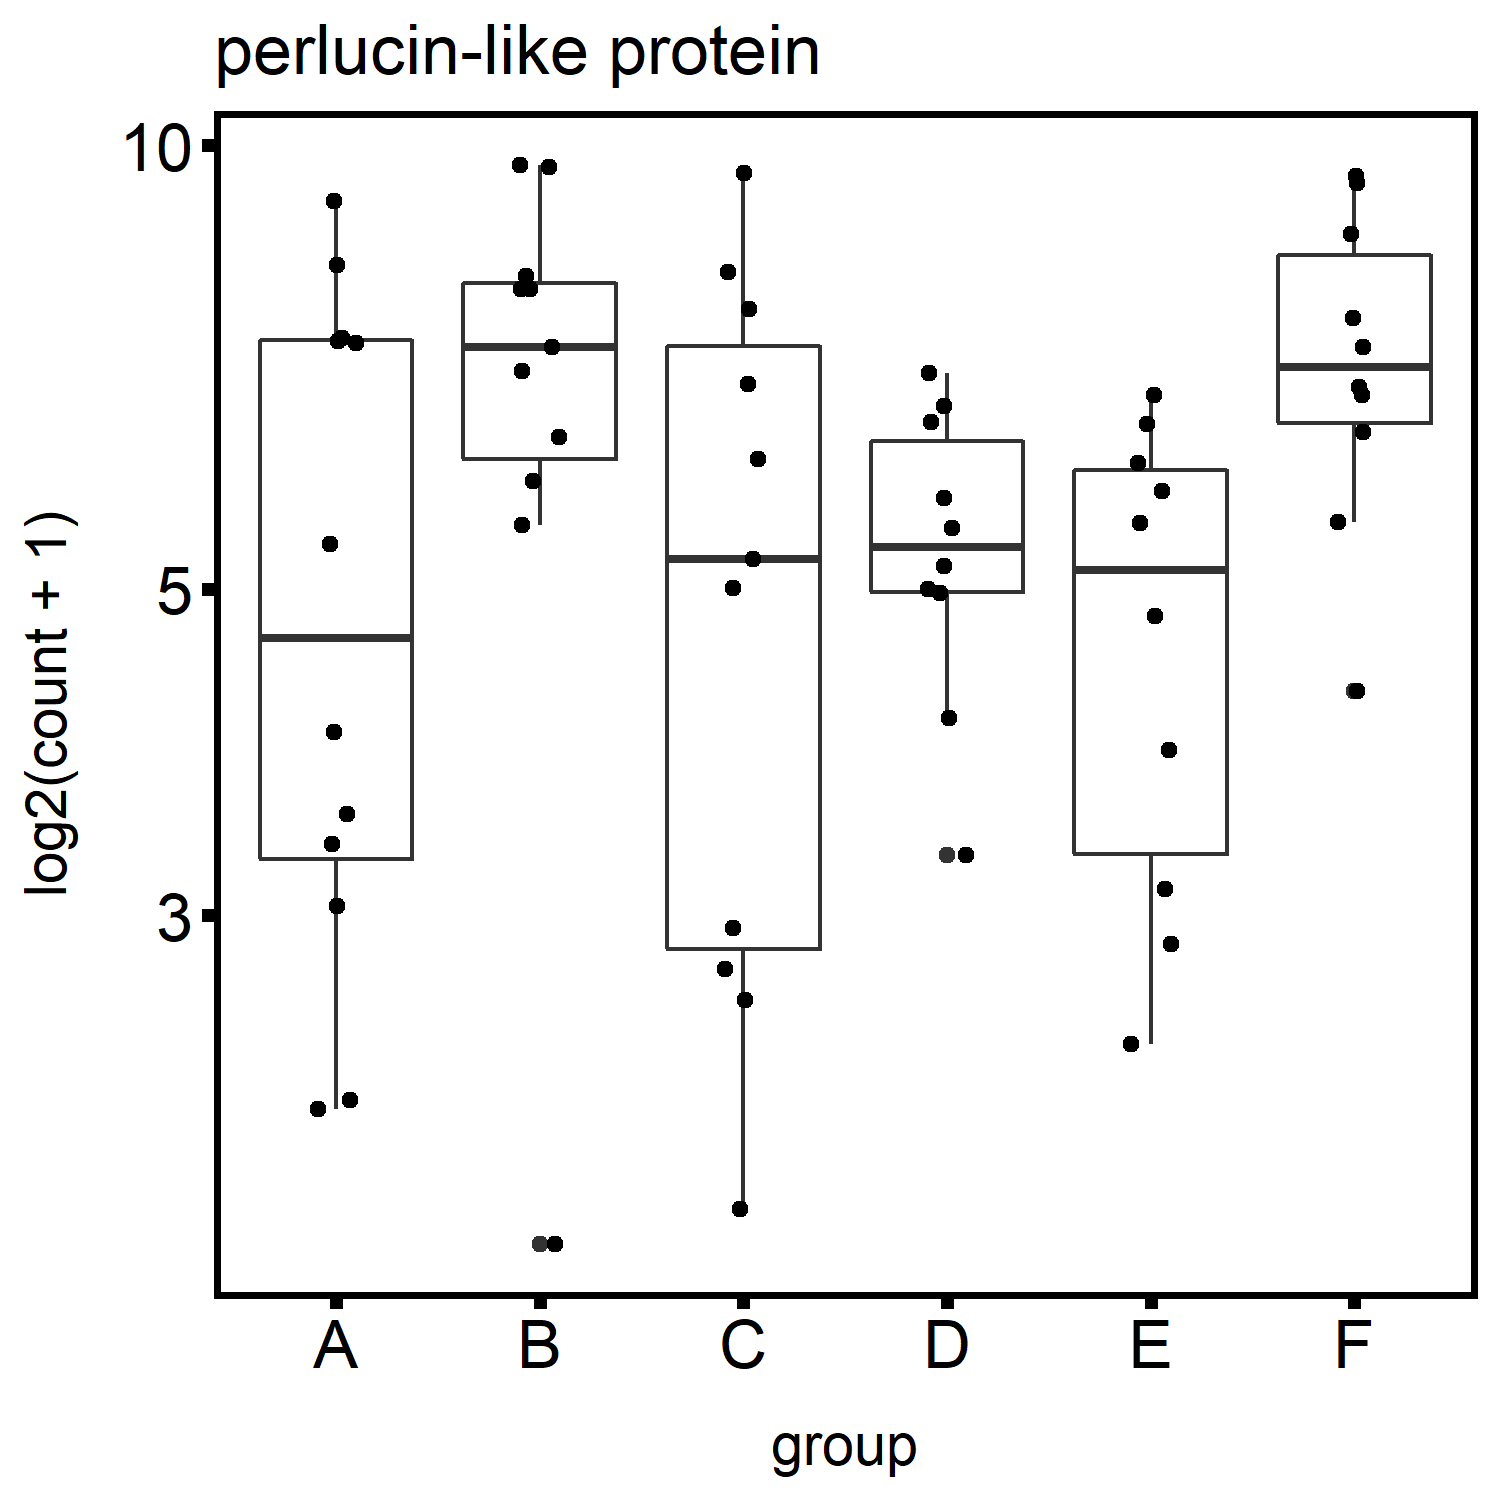 perlucin-like protein
10
5
3
log2(count + 1)
A B C D E F
group